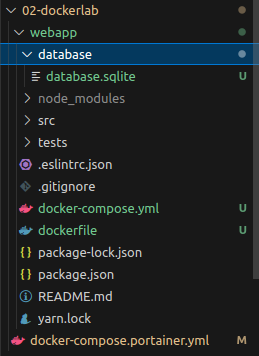 02-dockerlab
webapp
database
database.sqlite U
node_modules
src
tests
.eslintrc.json
.gitignore
docker-compose.yml U
dockerfile U
package-lock.json
package.json
README.md
yarn.lock
docker-compose.portainer.yml M